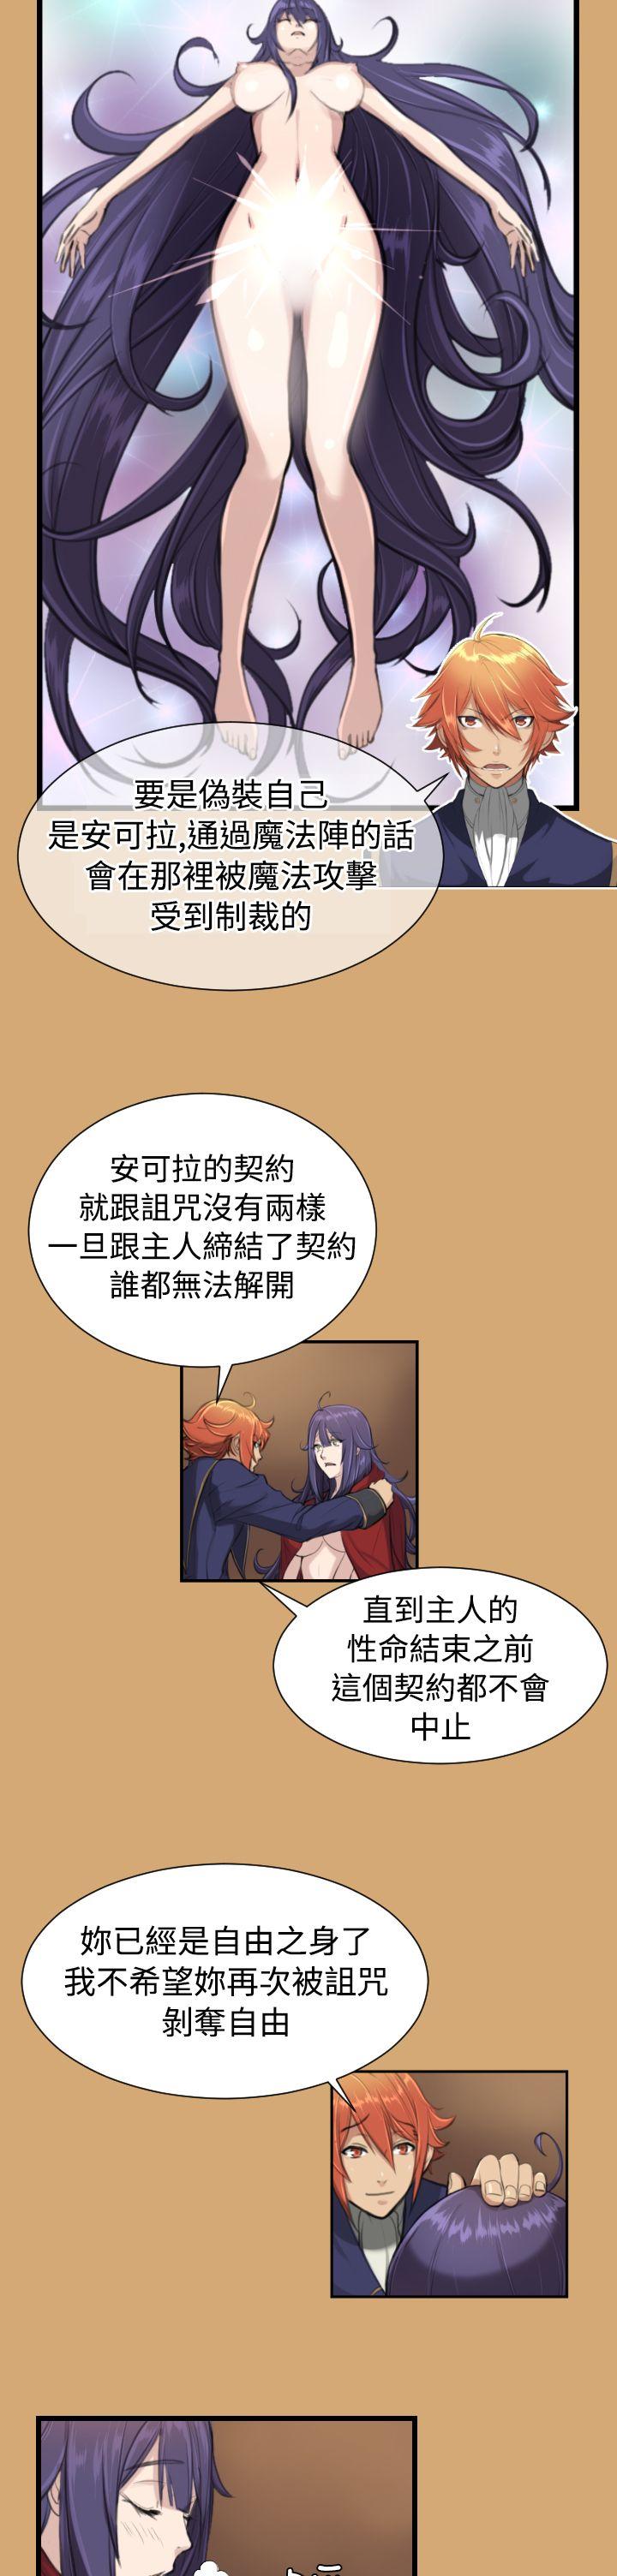 要是偽裝自己
是安可拉,通過魔法陣的話
會在那裡被魔法攻擊
受到制裁的
安可拉的契約
就跟詛咒沒有兩樣
一旦跟主人締結了契約
誰都無法解開
直到主人的
性命結束之前
這個契約都不會
中止
妳已經是自由之身了
我不希望妳再次被詛咒
剝奪自由